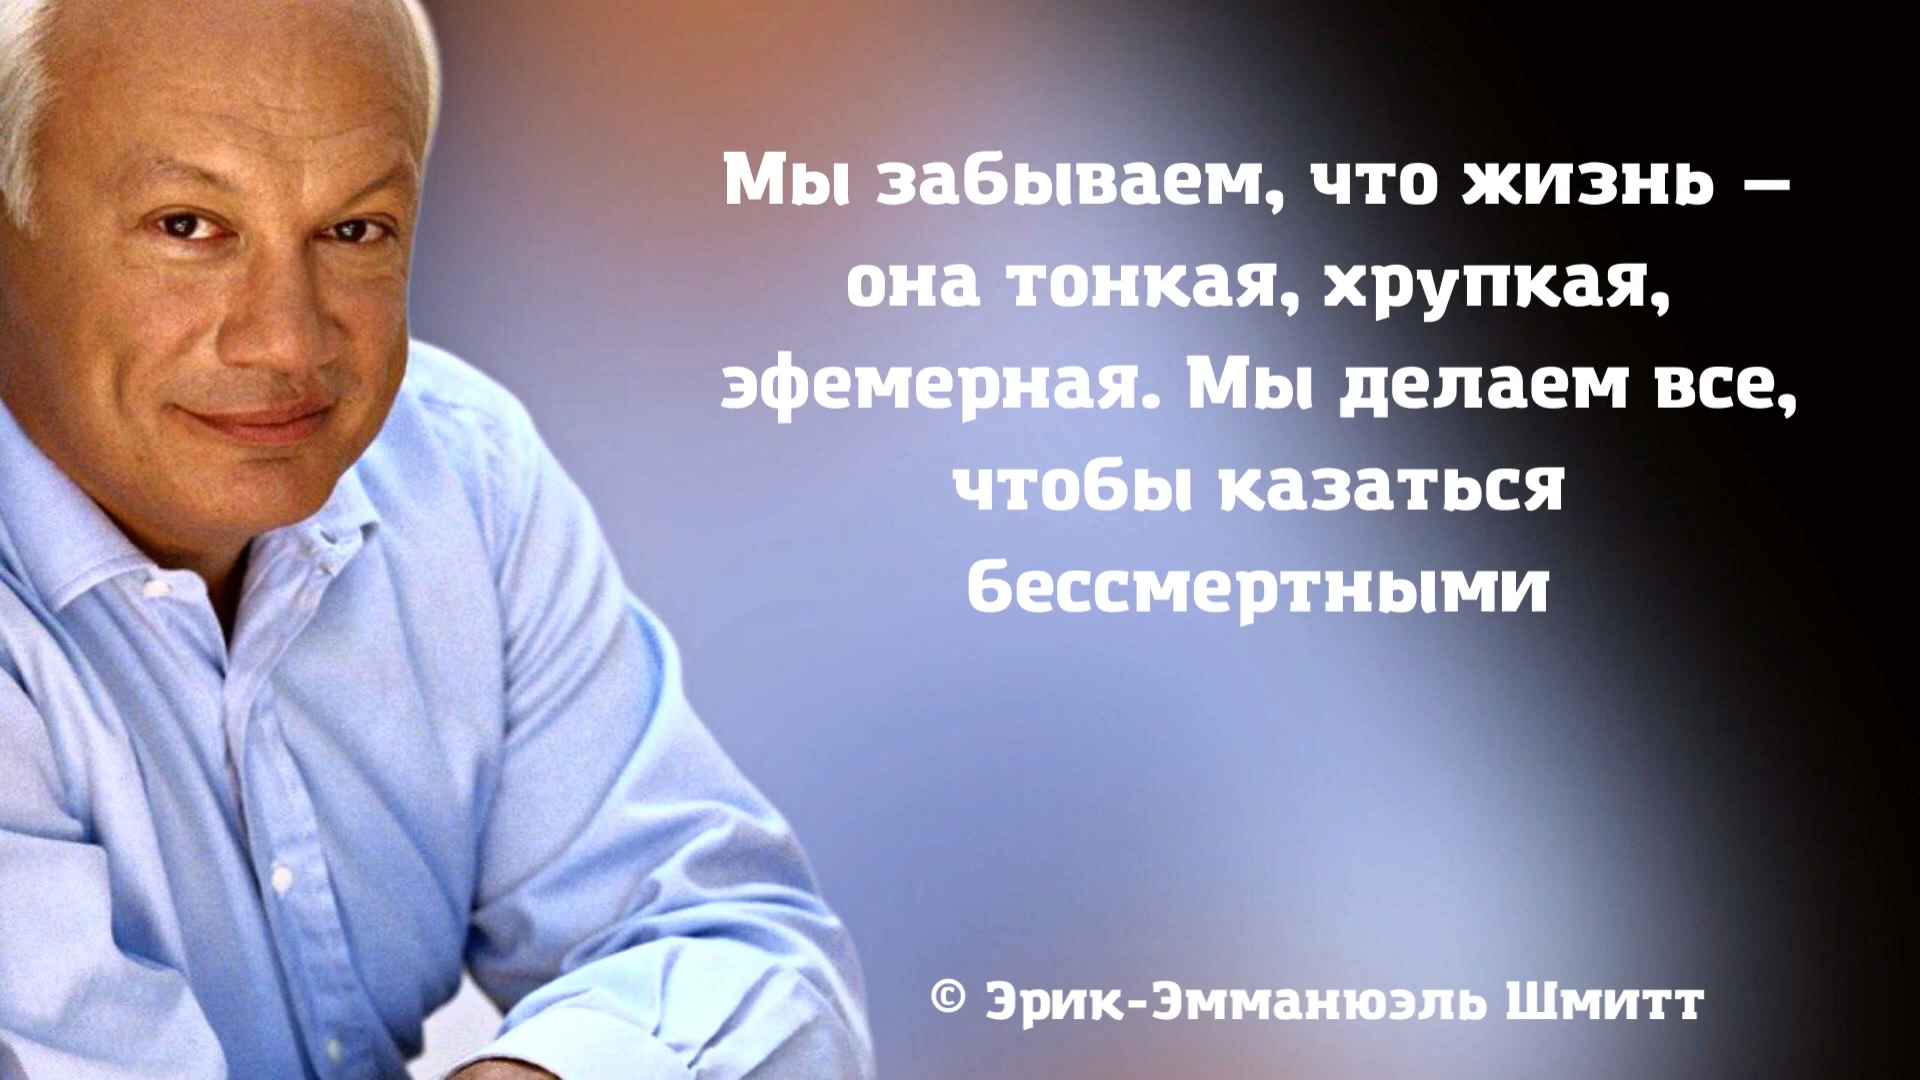 Мы забываем, что жизнь –
она тонкая, хрупкая,
эфемерная. Мы делаем все,
чтобы казаться
бессмертными
© Эрик-Эммануэль Шмитт